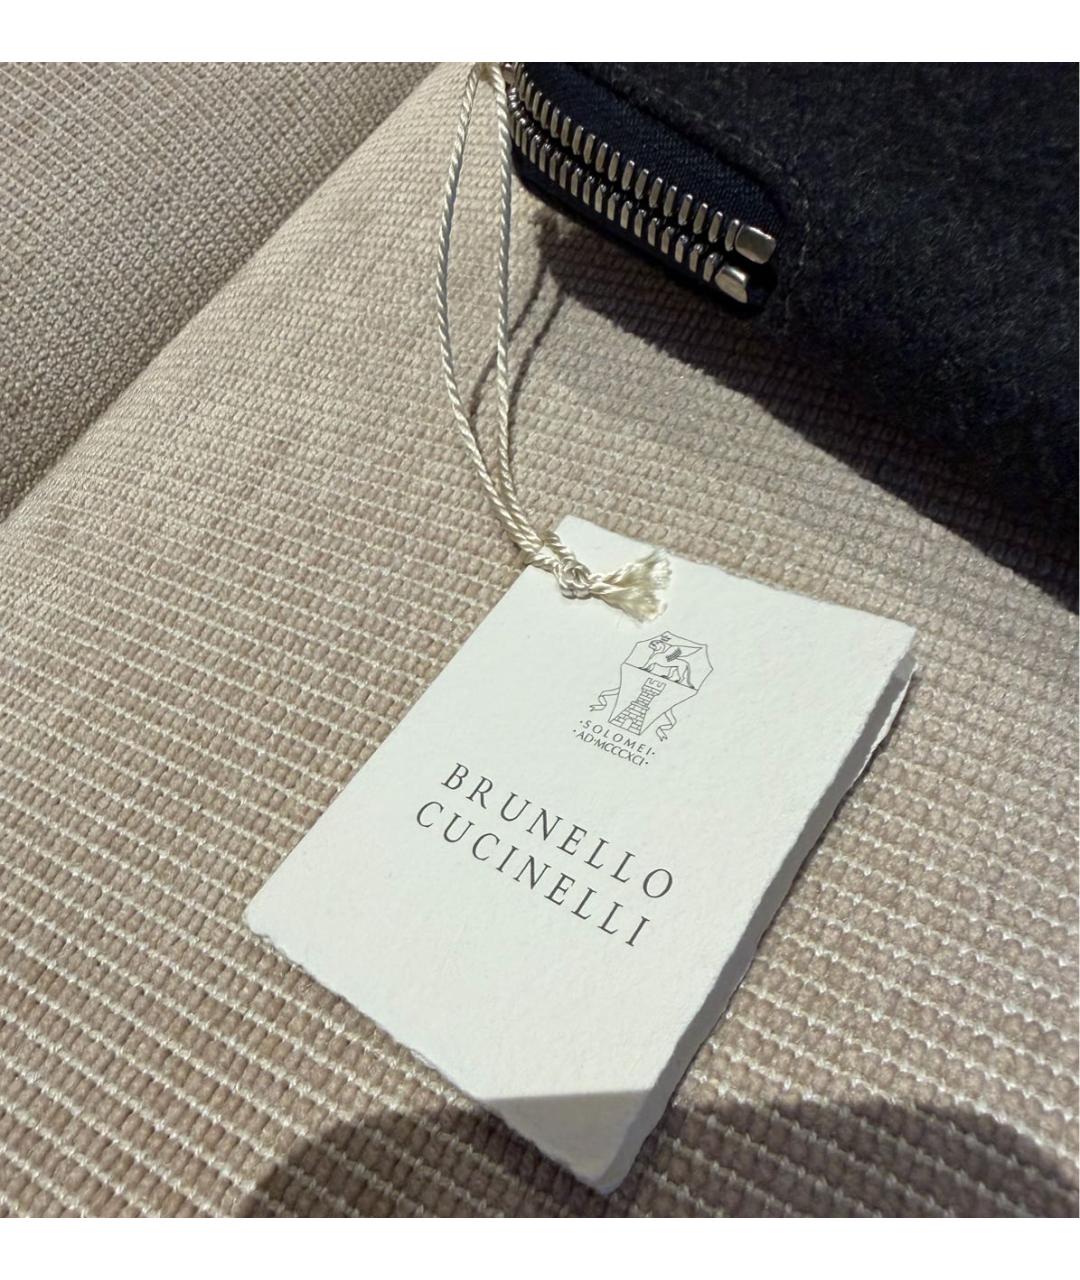 ·SOLOMEI·
·AD·MCCCXCI·
BRUNELLO
CUCINELLI